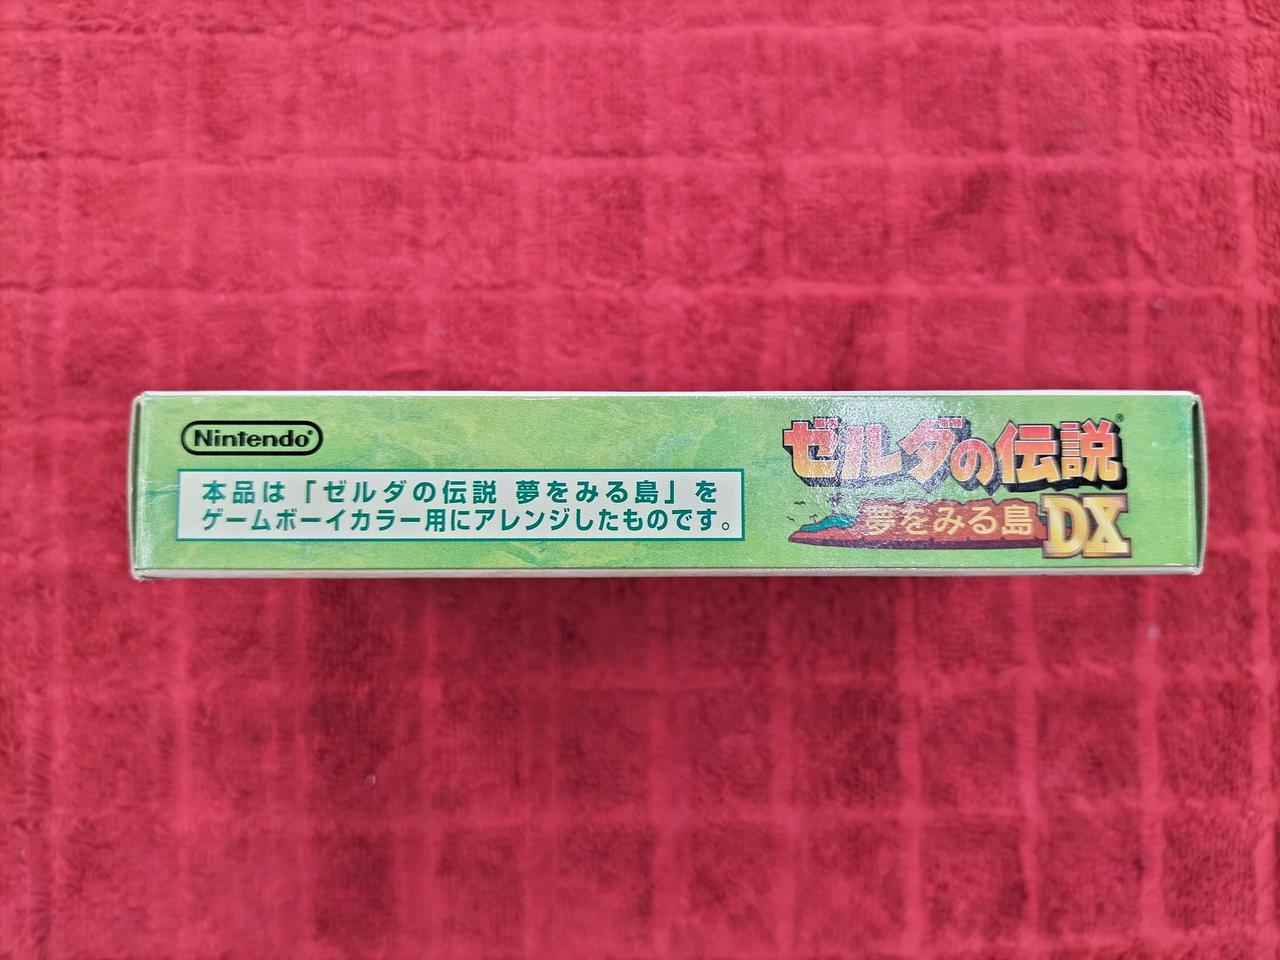 Nintendo®
本品は「ゼルダの伝説 夢をみる島」を
ゲームボーイカラー用にアレンジしたものです。
ゼルダの伝説®
夢をみる島DX